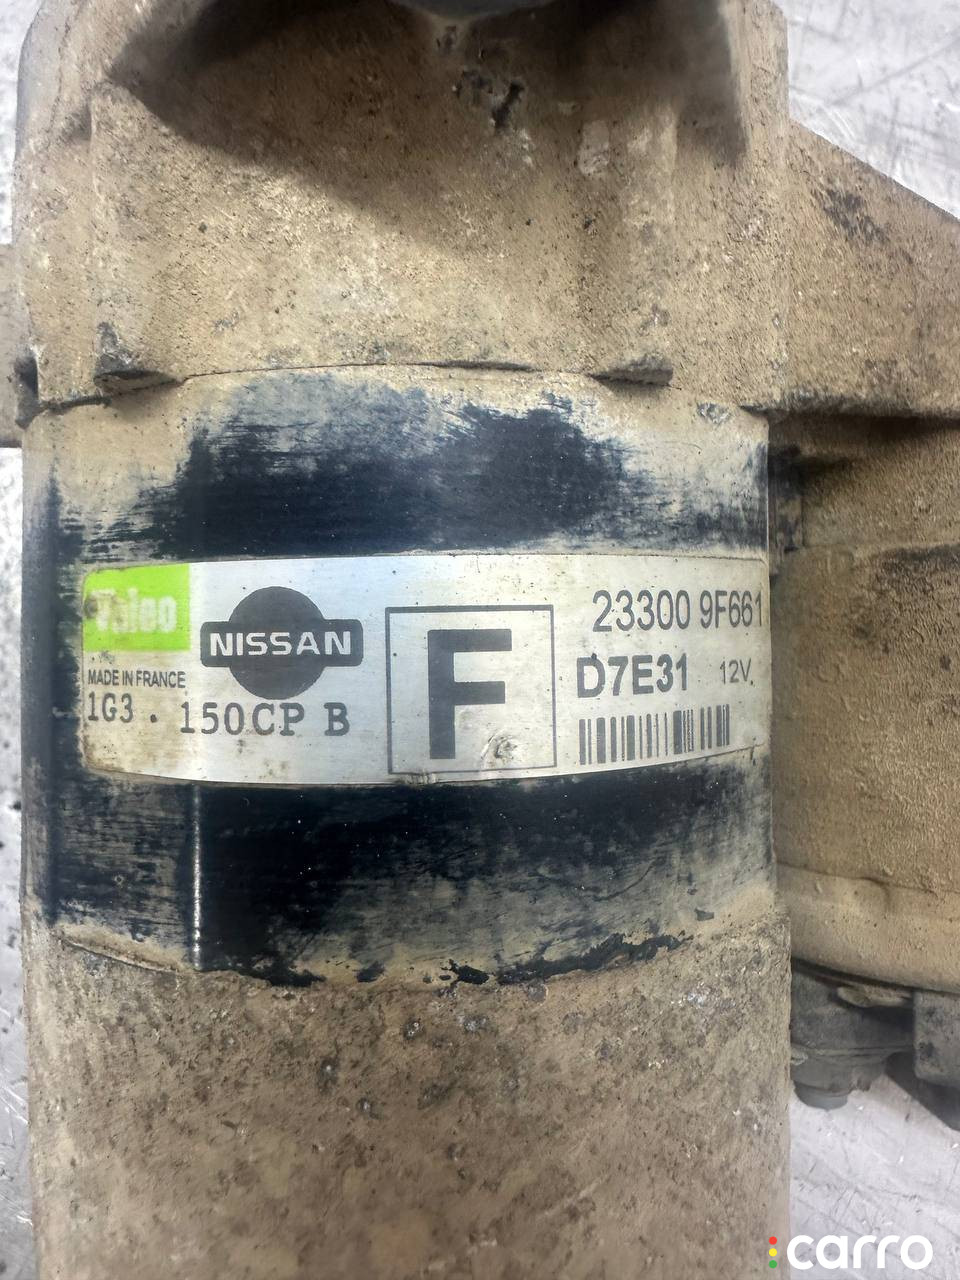 Valeo
NISSAN
MADE IN FRANCE
1G3 . 150CP B
F
23300 9F661
D7E31 12V.
carro